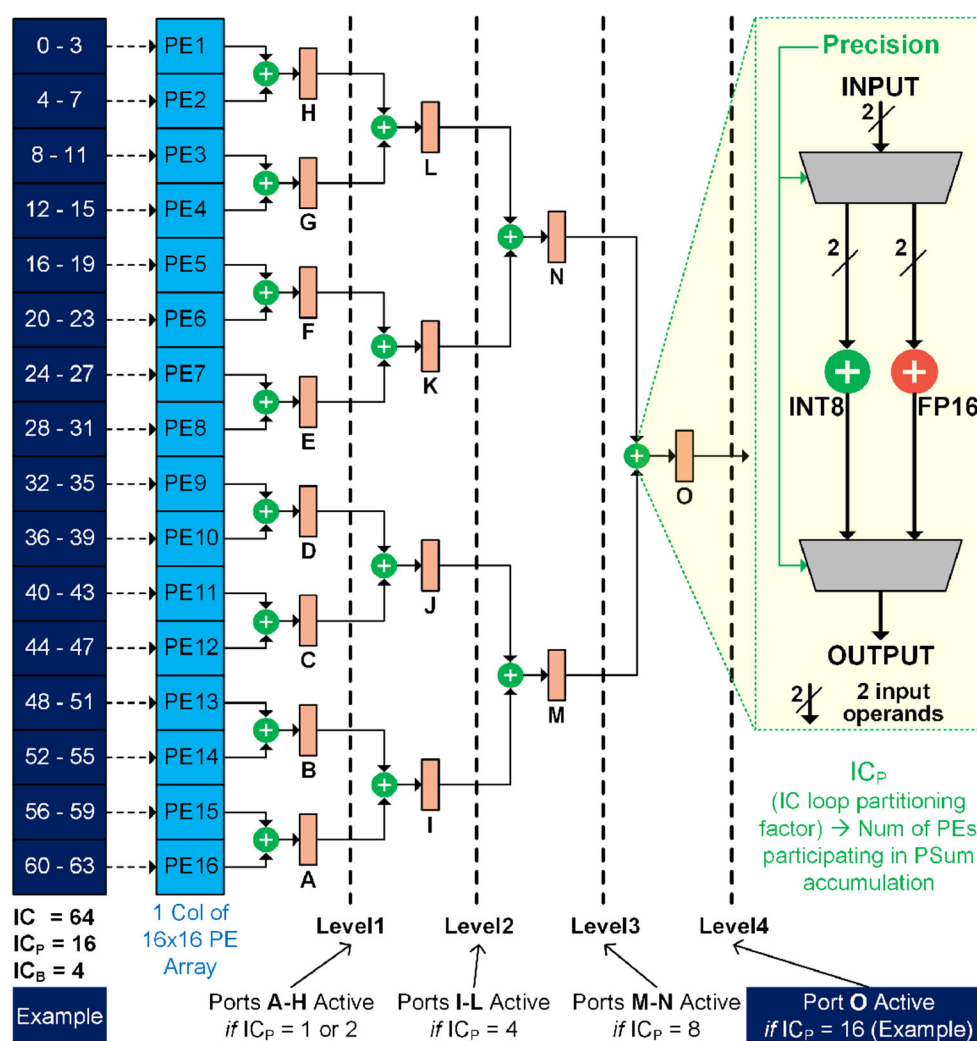 0 - 3
4 - 7
8 - 11
12 - 15
16 - 19
20 - 23
24 - 27
28 - 31
32 - 35
36 - 39
40 - 43
44 - 47
48 - 51
52 - 55
56 - 59
60 - 63
IC = 64
ICP = 16
ICB = 4
Example
PE1
PE2
PE3
PE4
PE5
PE6
PE7
PE8
PE9
PE10
PE11
PE12
PE13
PE14
PE15
PE16
1 Col of
16x16 PE
Array
+
+
+
+
+
+
+
+
H
G
F
E
D
C
B
A
+
+
+
+
L
K
J
I
+
+
N
M
+
O
Level1
Level2
Level3
Level4
Ports A-H Active
if ICP = 1 or 2
Ports I-L Active
if ICP = 4
Ports M-N Active
if ICP = 8
Port O Active
if ICP = 16 (Example)
Precision
INPUT
2
2
2
+
+
INT8
FP16
OUTPUT
2
2 input
operands
ICP
(IC loop partitioning
factor) → Num of PEs
participating in PSum
accumulation